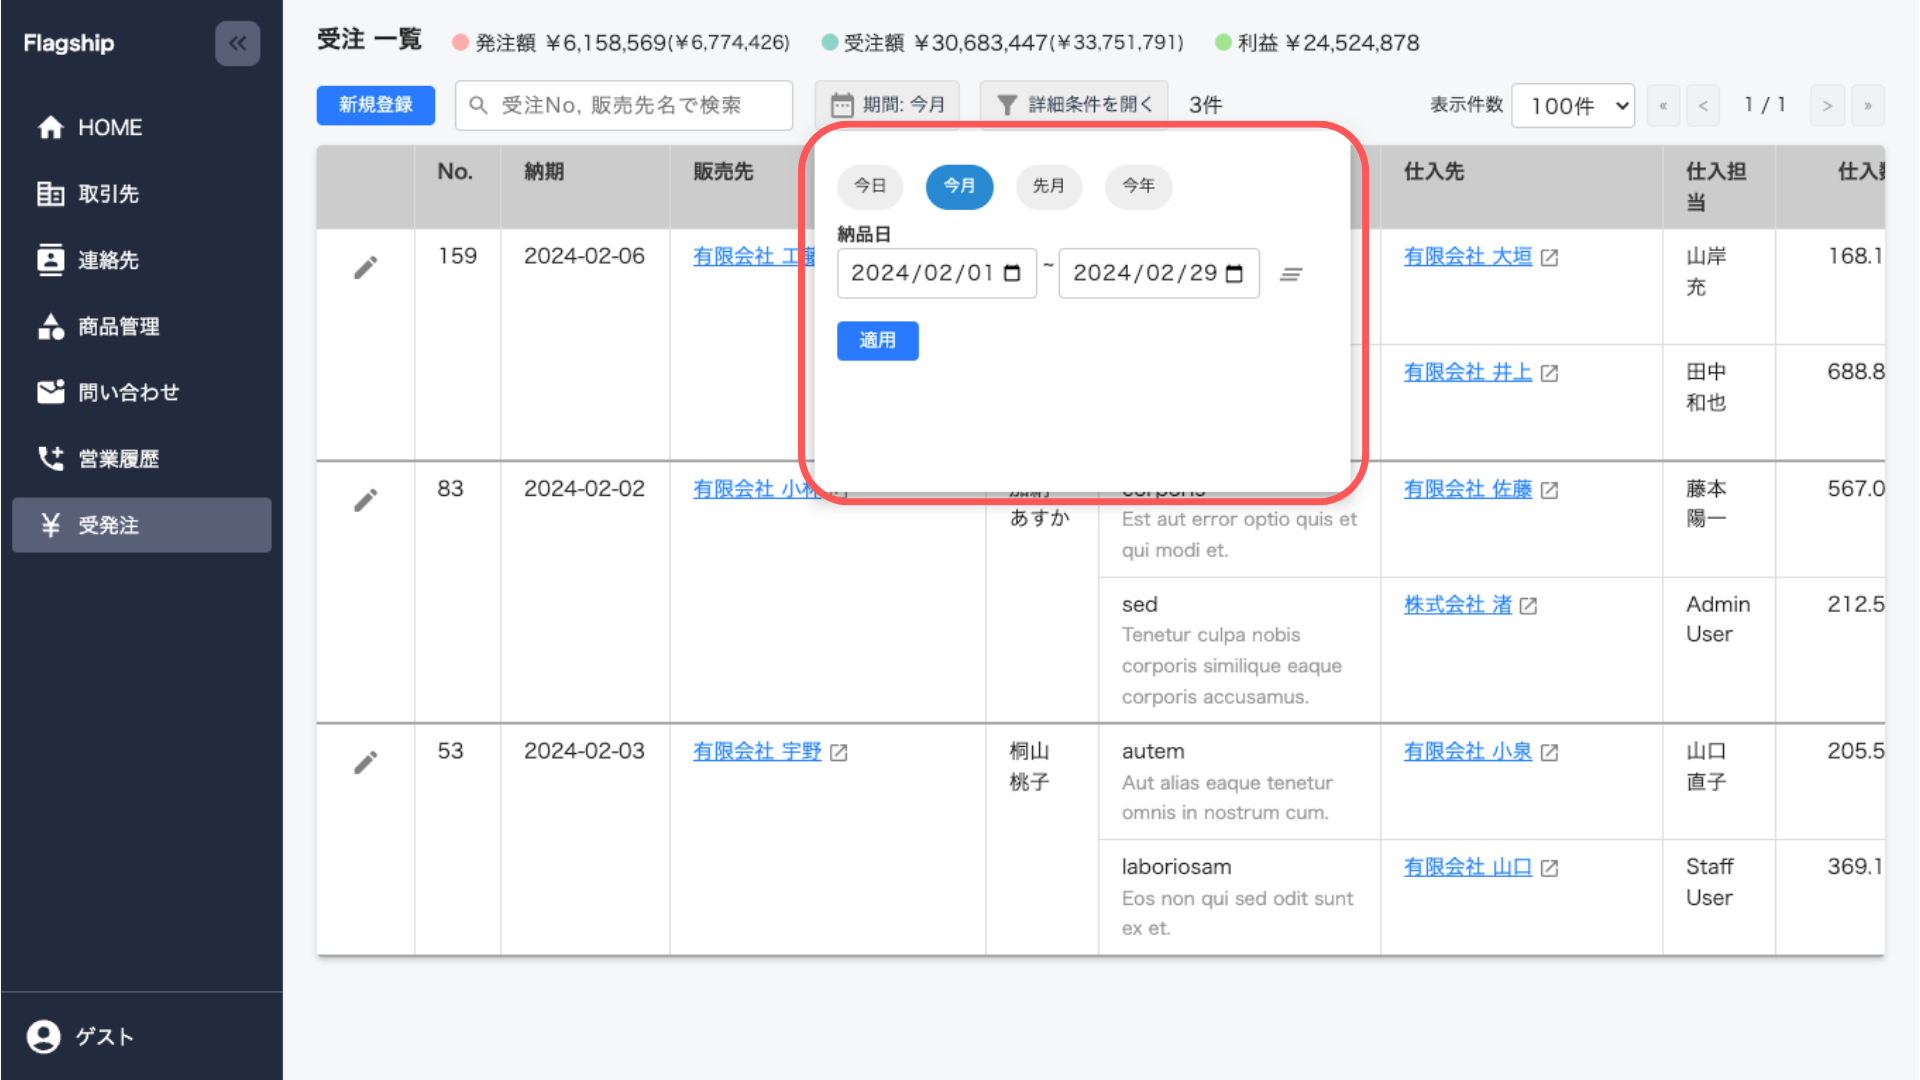 Flagship
HOME
取引先
連絡先
商品管理
問い合わせ
営業履歴
受発注
ゲスト
受注 一覧
発注額 ¥6,158,569(¥6,774,426)
受注額 ¥30,683,447(¥33,751,791)
利益 ¥24,524,878
新規登録
受注No, 販売先名で検索
期間: 今月
詳細条件を開く
3件
表示件数
100件
«
<
1 / 1
>
»
No.
納期
販売先
仕入先
仕入担
当
仕入
今日
今月
先月
今年
納品日
2024/02/01
~
2024/02/29
適用
159
2024-02-06
有限会社 工
有限会社 大垣
山岸
充
168.1
有限会社 井上
田中
和也
688.8
83
2024-02-02
有限会社 小林
あすか
corporis
Est aut error optio quis et
qui modi et.
有限会社 佐藤
藤本
陽一
567.0
sed
Tenetur culpa nobis
corporis similique eaque
corporis accusamus.
株式会社 渚
Admin
User
212.5
53
2024-02-03
有限会社 宇野
桐山
桃子
autem
Aut alias eaque tenetur
omnis in nostrum cum.
有限会社 小泉
山口
直子
205.5
laboriosam
Eos non qui sed odit sunt
ex et.
有限会社 山口
Staff
User
369.1